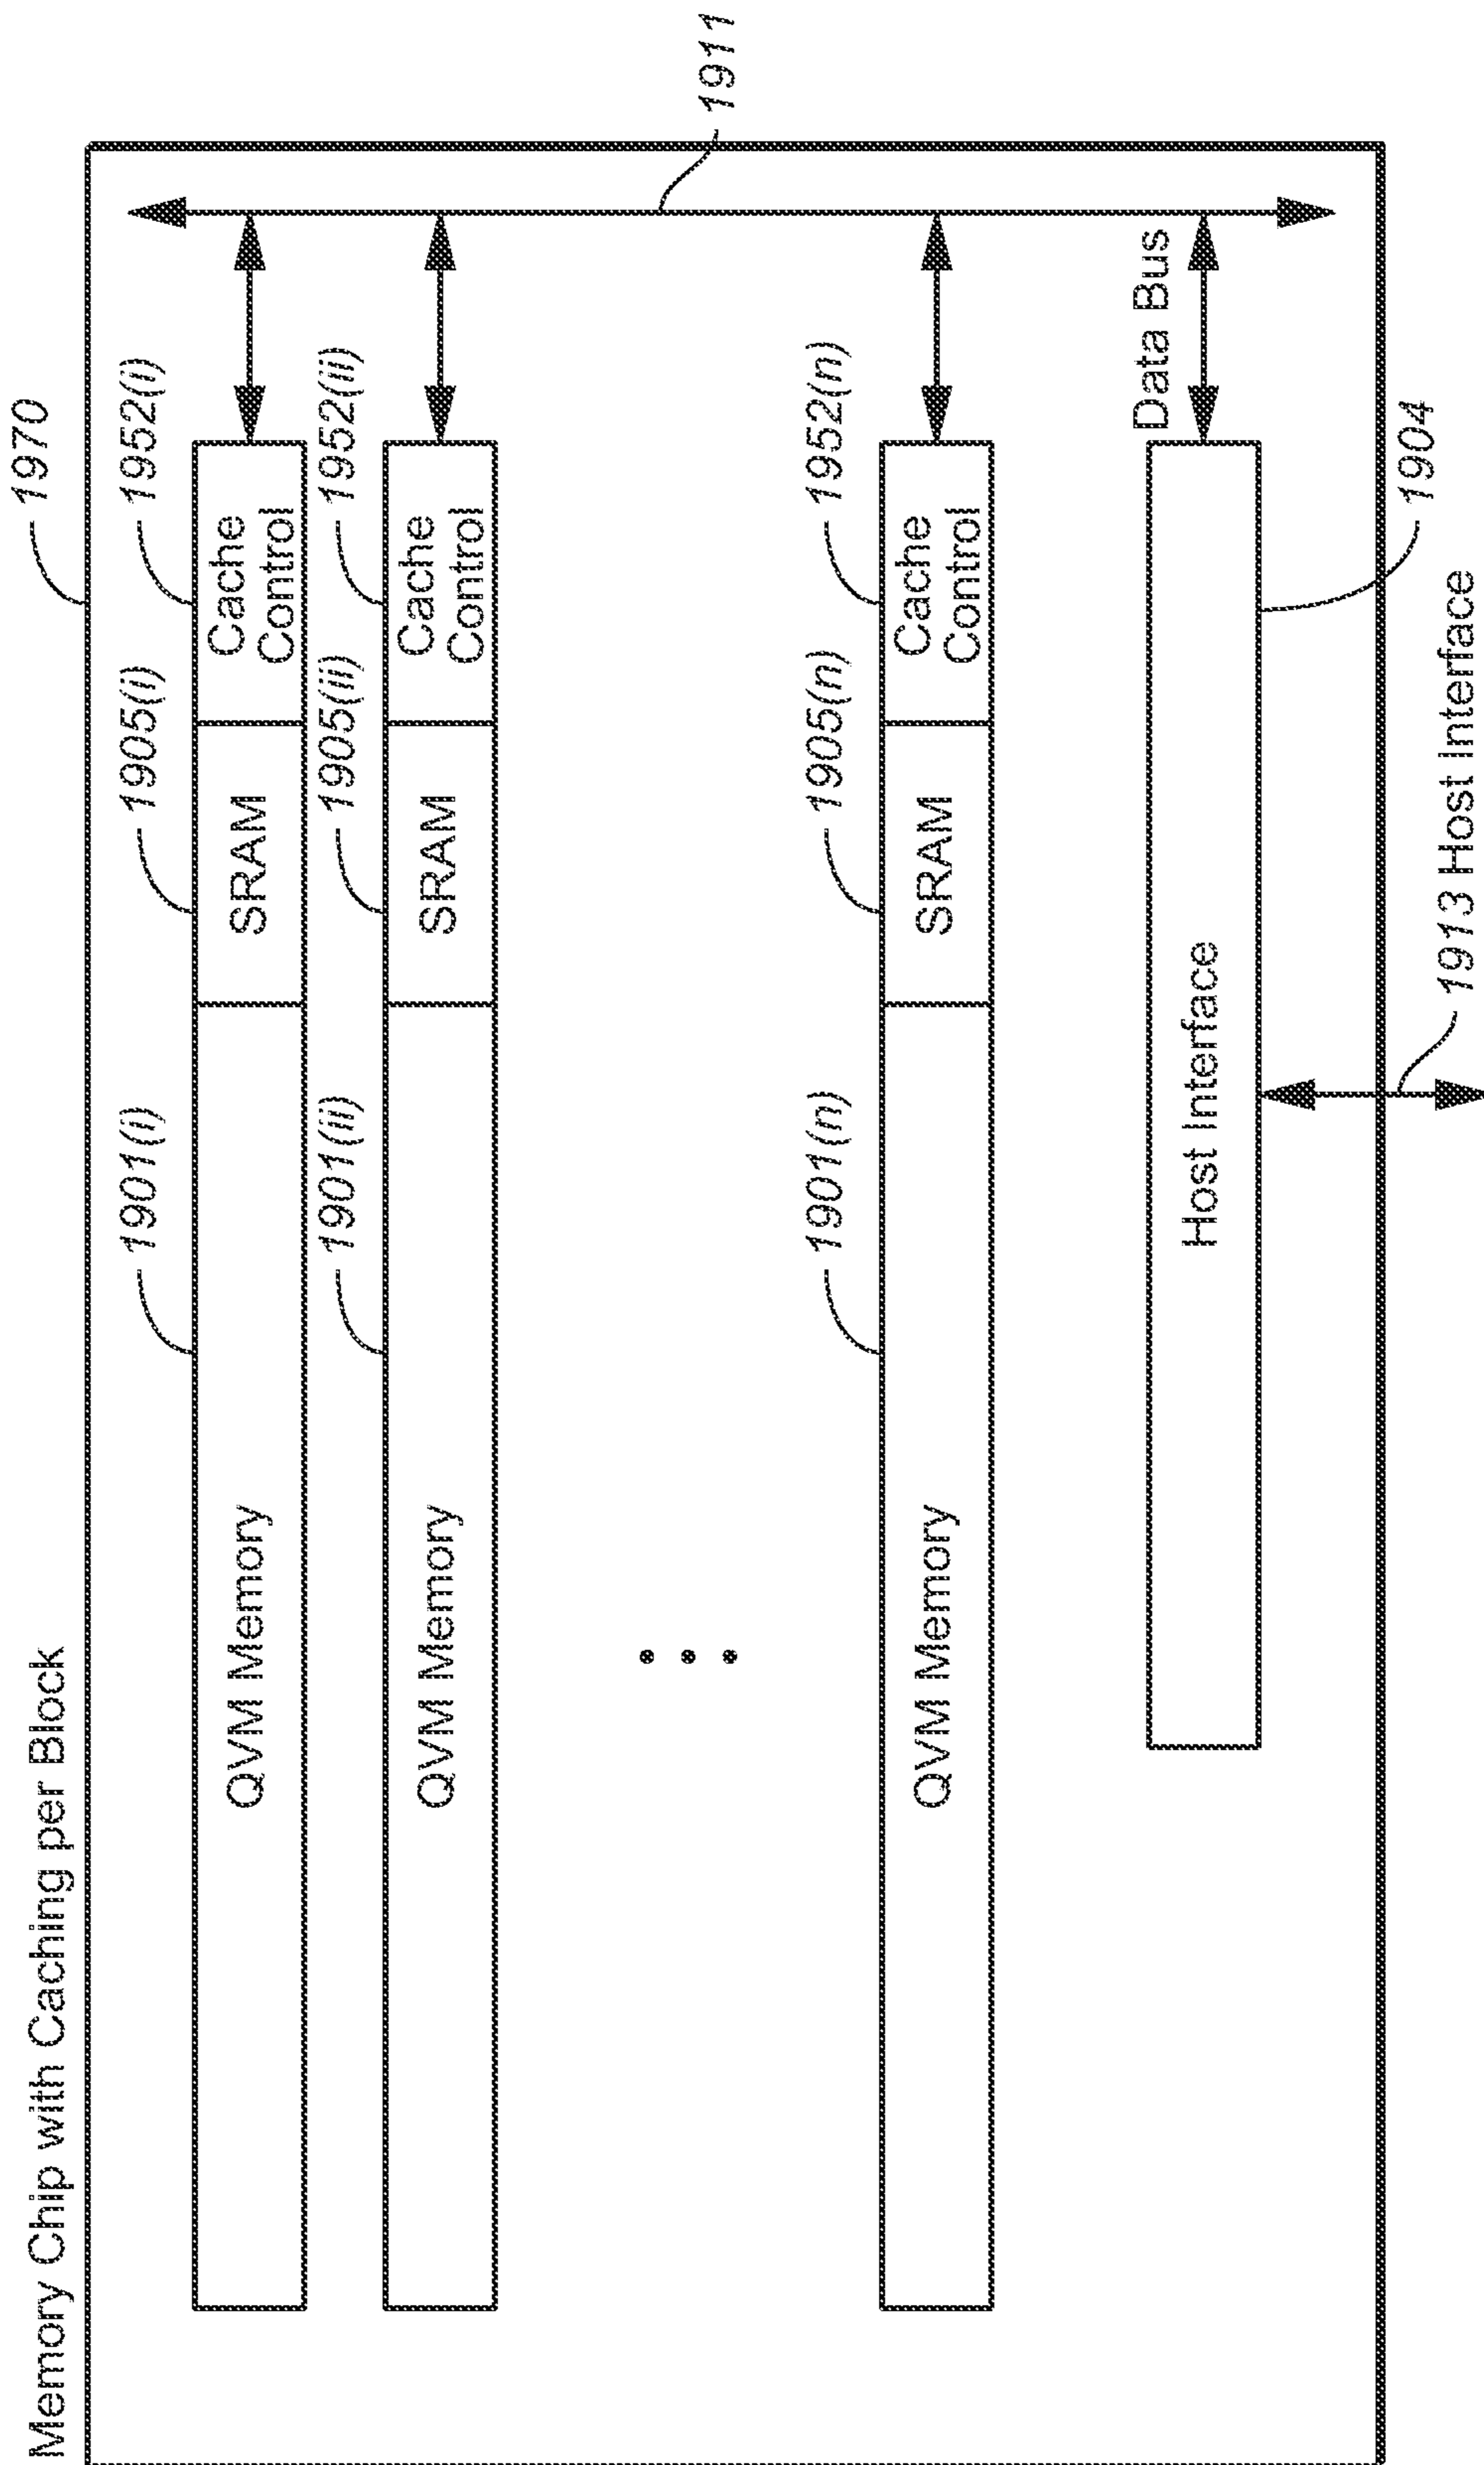 Memory Chip with Caching per Block
1970
1901(i)
1905(i)
1952(i)
QVM Memory
SRAM
Cache
Control
1901(ii)
1905(ii)
1952(ii)
QVM Memory
SRAM
Cache
Control
1911
1901(n)
1905(n)
1952(n)
QVM Memory
SRAM
Cache
Control
Data Bus
Host Interface
1904
1913 Host Interface